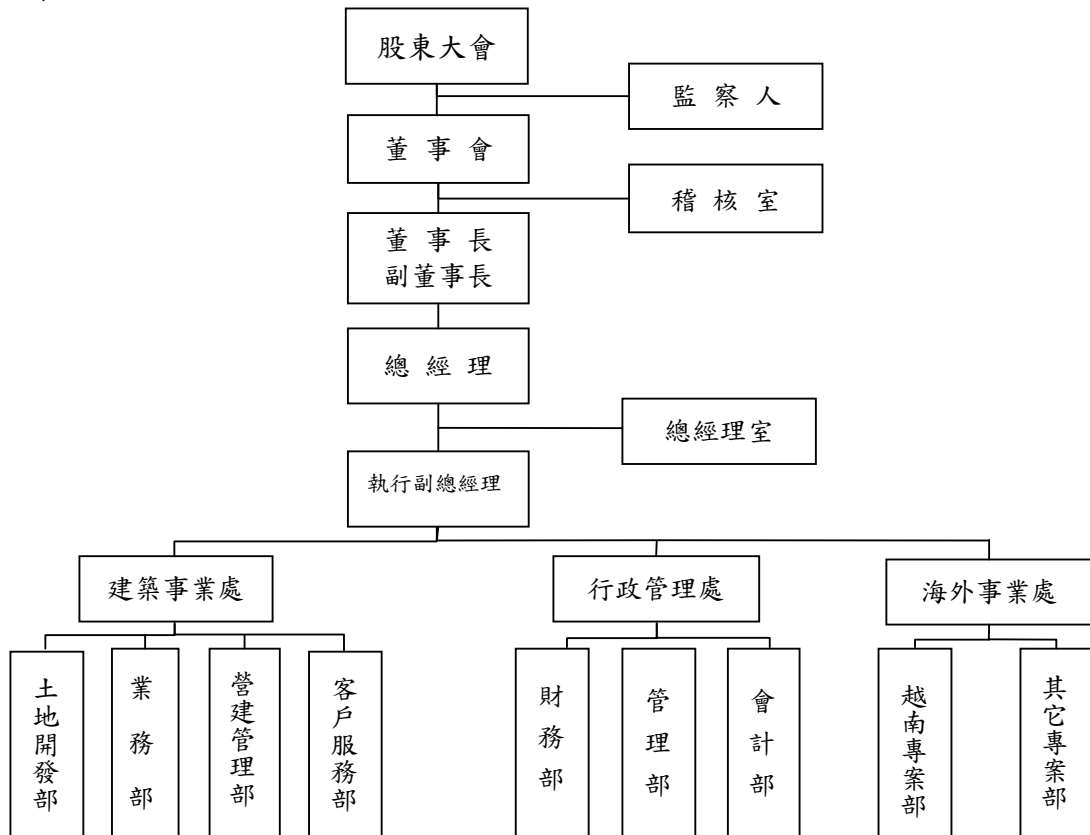 股東大會
監察人
董事會
稽核室
董事長
副董事長
總經理
總經理室
執行副總經理
建築事業處
行政管理處
海外事業處
土地開發部
業務部
營建管理部
客戶服務部
財務部
管理部
會計部
越南專案部
其它專案部